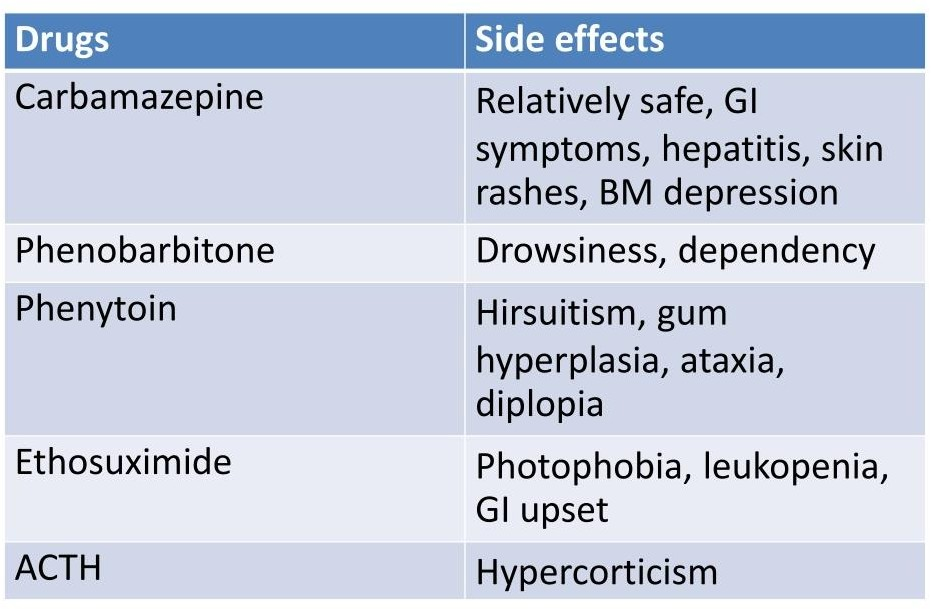 Drugs
Side effects
Carbamazepine
Relatively safe, GI
symptoms, hepatitis, skin
rashes, BM depression
Phenobarbitone
Drowsiness, dependency
Phenytoin
Hirsuitism, gum
hyperplasia, ataxia,
diplopia
Ethosuximide
Photophobia, leukopenia,
GI upset
ACTH
Hypercorticism